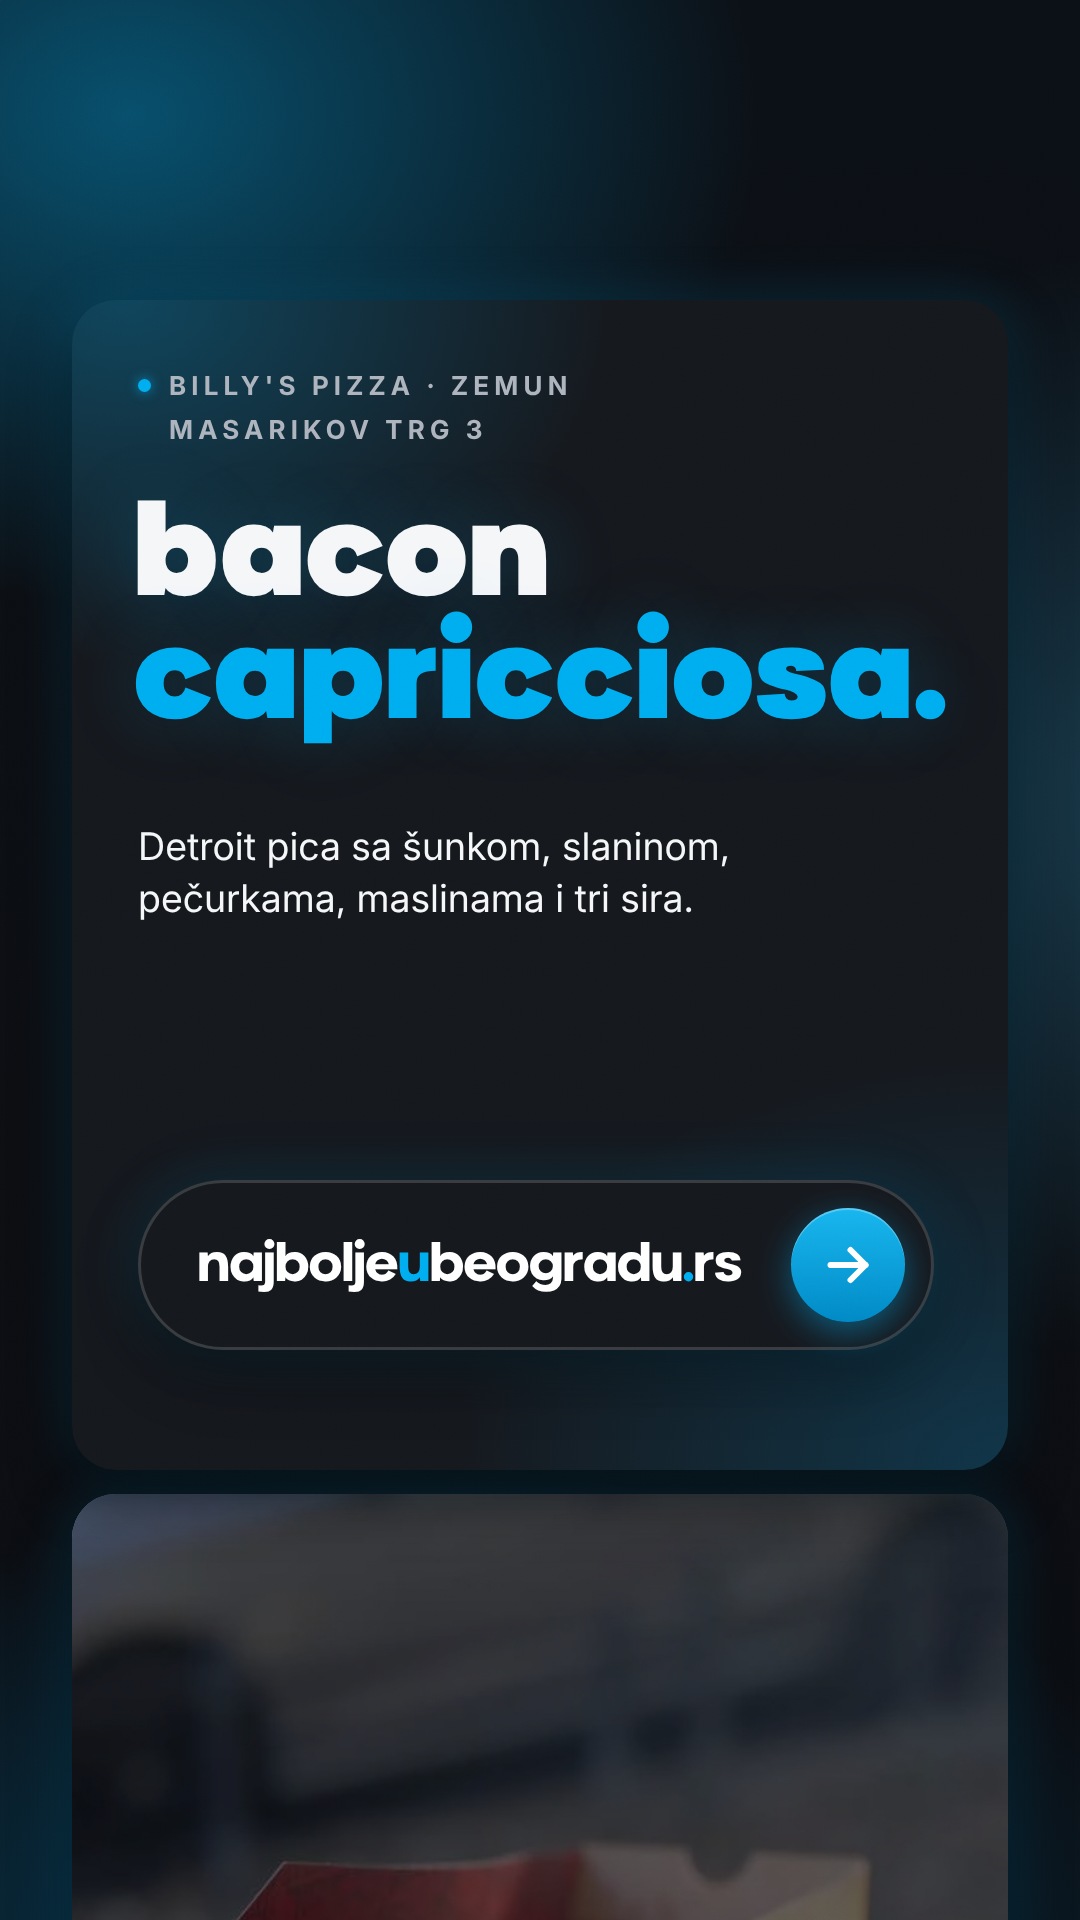 BILLY'S PIZZA · ZEMUN
MASARIKOV TRG 3
bacon
capricciosa.
Detroit pica sa šunkom, slaninom,
pečurkama, maslinama i tri sira.
najboljeubeogradu.rs